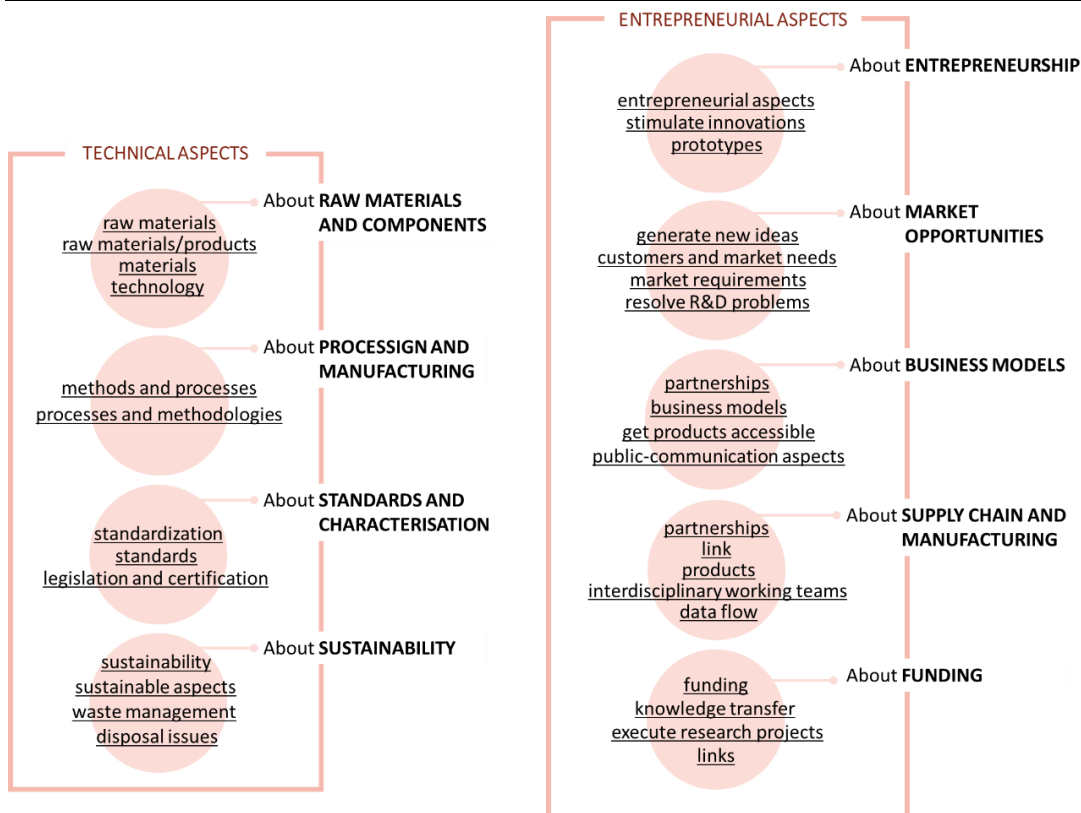 TECHNICAL ASPECTS
About RAW MATERIALS
AND COMPONENTS
raw materials
raw materials/products
materials
technology
About PROCESSIGN AND
MANUFACTURING
methods and processes
processes and methodologies
About STANDARDS AND
CHARACTERISATION
standardization
standards
legislation and certification
About SUSTAINABILITY
sustainability
sustainable aspects
waste management
disposal issues
ENTREPRENEURIAL ASPECTS
About ENTREPRENEURSHIP
entrepreneurial aspects
stimulate innovations
prototypes
About MARKET
OPPORTUNITIES
generate new ideas
customers and market needs
market requirements
resolve R&D problems
About BUSINESS MODELS
partnerships
business models
get products accessible
public-communication aspects
About SUPPLY CHAIN AND
MANUFACTURING
partnerships
link
products
interdisciplinary working teams
data flow
About FUNDING
funding
knowledge transfer
execute research projects
links